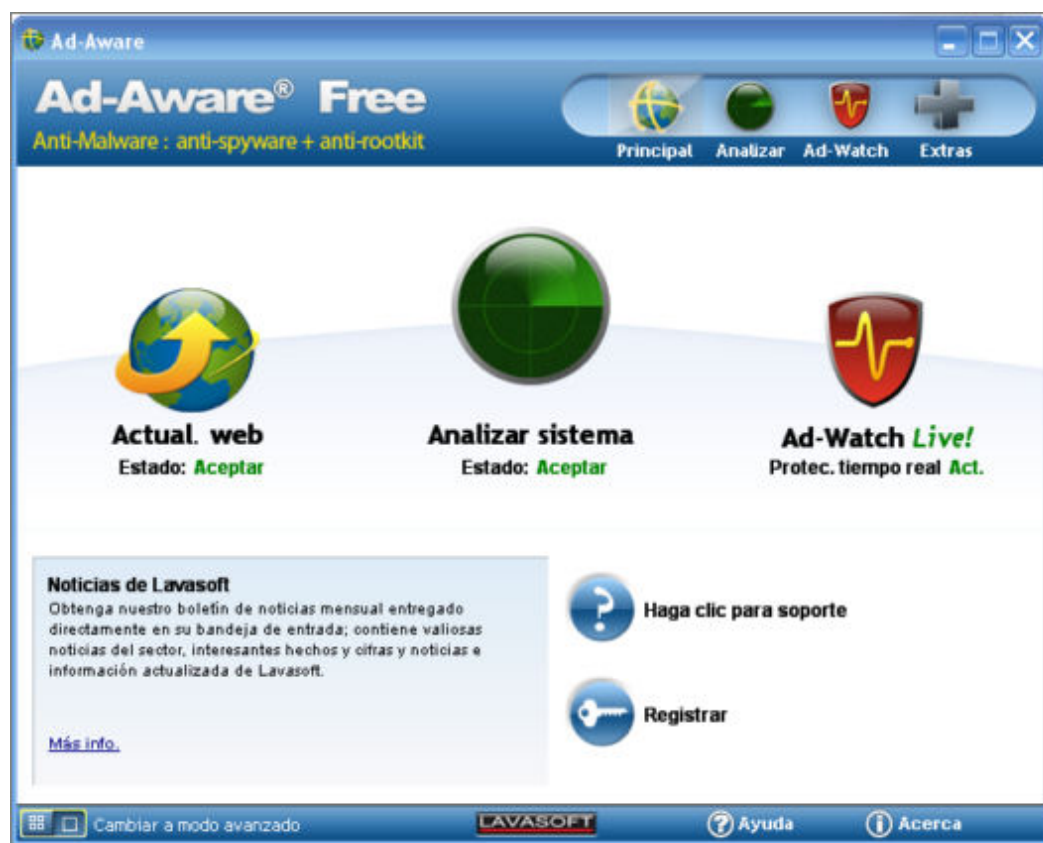 Ad-Aware
Ad-Aware® Free
Anti-Malware : anti-spyware + anti-rootkit
Principal Analizar Ad-Watch Extras
Actual. web
Estado: Aceptar
Analizar sistema
Estado: Aceptar
Ad-Watch Live!
Protec. tiempo real Act.
Noticias de Lavasoft
Obtenga nuestro boletín de noticias mensual entregado
directamente en su bandeja de entrada; contiene valiosas
noticias del sector, interesantes hechos y cifras y noticias e
información actualizada de Lavasoft.
Más info.
Haga clic para soporte
Registrar
Cambiar a modo avanzado
LAVASOFT
Ayuda
Acerca